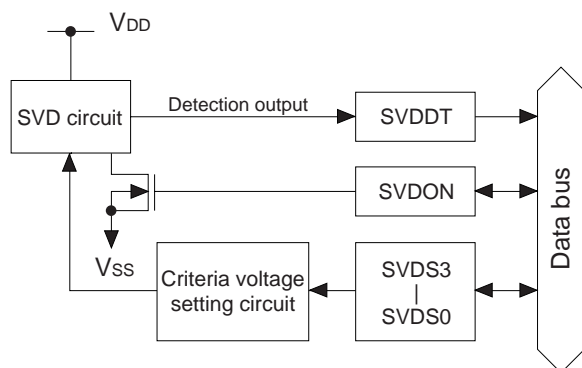 VDD
SVD circuit
Detection output
SVDDT
SVDON
VSS
Criteria voltage
setting circuit
SVDS3
|
SVDS0
Data bus